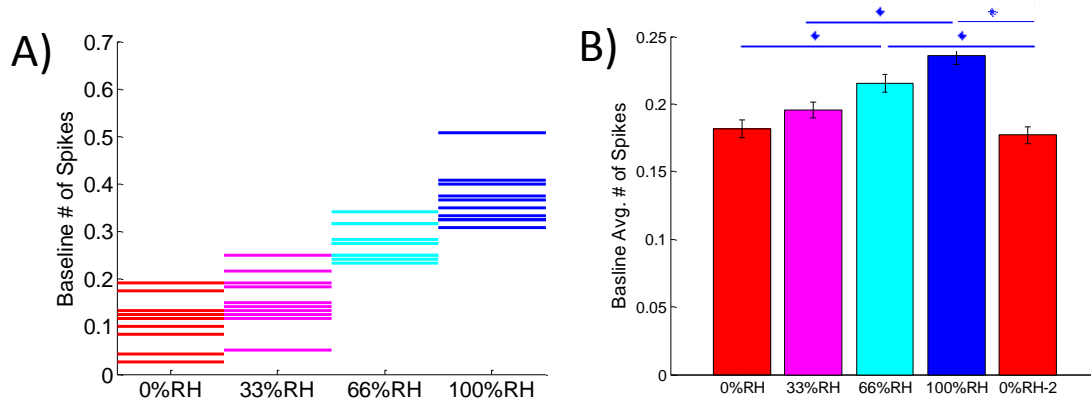 A)
Baseline # of Spikes
0.7
0.6
0.5
0.4
0.3
0.2
0.1
0
0%RH
33%RH
66%RH
100%RH
B)
Basline Avg. # of Spikes
0.25
0.2
0.15
0.1
0.05
0
0%RH
33%RH
66%RH
100%RH
0%RH-2